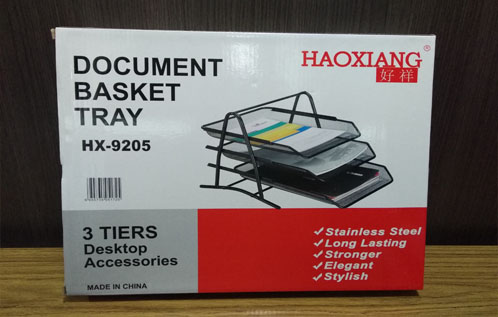 DOCUMENT
BASKET
TRAY
HX-9205
HAOXIANG®
好祥
3 TIERS
Desktop
Accessories
MADE IN CHINA
✓Stainless Steel
✓Long Lasting
✓Stronger
✓Elegant
✓Stylish